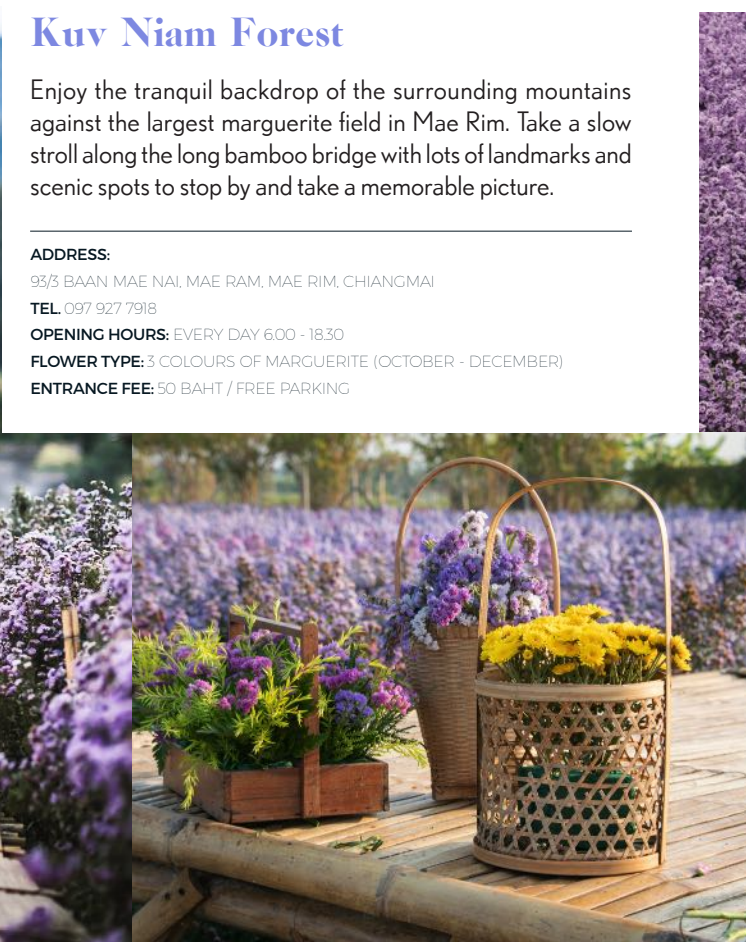 Kuv Niam Forest
Enjoy the tranquil backdrop of the surrounding mountains
against the largest marguerite field in Mae Rim. Take a slow
stroll along the long bamboo bridge with lots of landmarks and
scenic spots to stop by and take a memorable picture.
ADDRESS:
93/3 BAAN MAE NAI, MAE RAM, MAE RIM, CHIANGMAI
TEL. 097 927 7918
OPENING HOURS: EVERY DAY 6.00 - 18.30
FLOWER TYPE: 3 COLOURS OF MARGUERITE (OCTOBER - DECEMBER)
ENTRANCE FEE: 50 BAHT / FREE PARKING